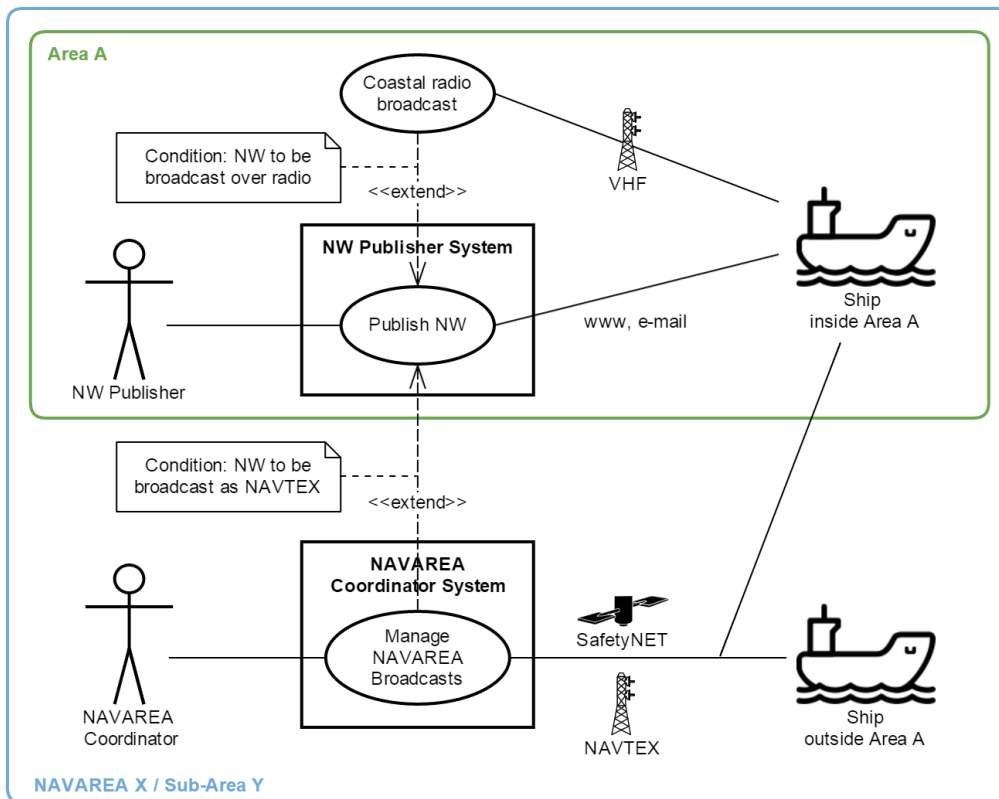 Area A
Coastal radio
broadcast
Condition: NW to be
broadcast over radio
<<extend>>
VHF
NW Publisher System
Publish NW
www, e-mail
Ship
inside Area A
NW Publisher
Condition: NW to be
broadcast as NAVTEX
<<extend>>
NAVAREA
Coordinator System
Manage
NAVAREA
Broadcasts
SafetyNET
NAVTEX
NAVAREA
Coordinator
Ship
outside Area A
NAVAREA X / Sub-Area Y